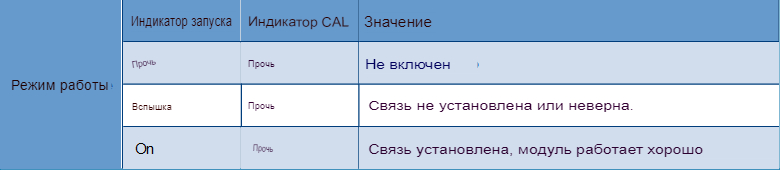 Индикатор запуска Индикатор CAL Значение
Прочь Прочь Не включен
Режим работы
Вспышка Прочь Связь не установлена или неверна.
On Прочь Связь установлена, модуль работает хорошо